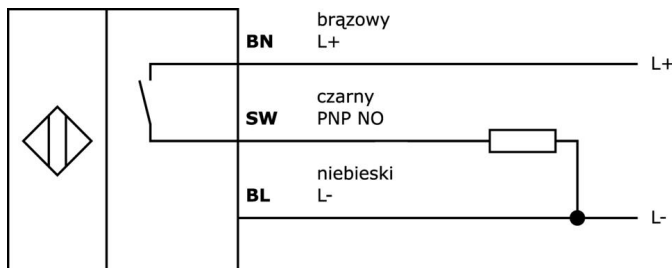 brązowy
BN L+
L+
czarny
SW PNP NO
niebieski
BL L-
L-